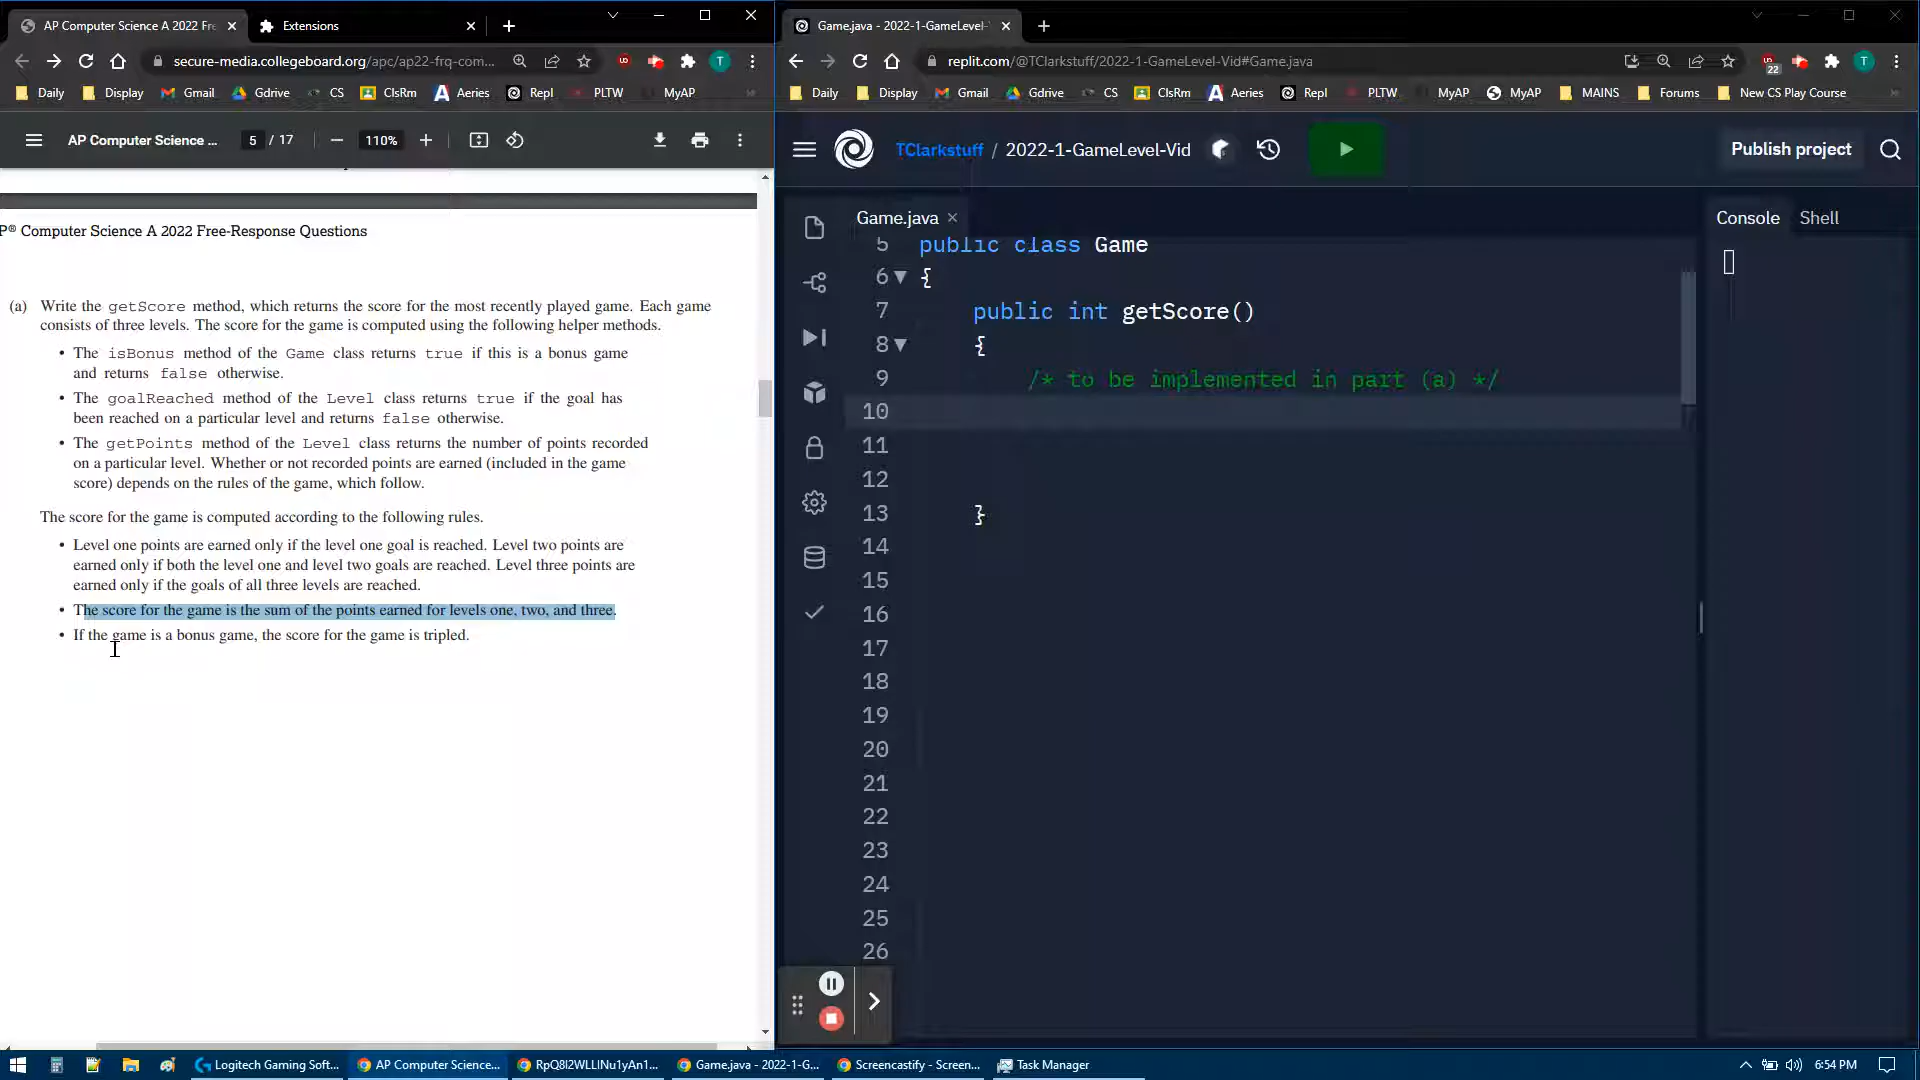 AP Computer Science A 2022 Fr
Extensions
secure-media.collegeboard.org/apc/ap22-frq-com...
Daily
Display
Gmail
Gdrive
CS
ClsRm
Aeries
Repl
PLTW
MyAP
AP Computer Science ...
5 / 17
110%
P® Computer Science A 2022 Free-Response Questions
(a) Write the getScore method, which returns the score for the most recently played game. Each game
consists of three levels. The score for the game is computed using the following helper methods.
• The isBonus method of the Game class returns true if this is a bonus game
and returns false otherwise.
• The goalReached method of the Level class returns true if the goal has
been reached on a particular level and returns false otherwise.
• The getPoints method of the Level class returns the number of points recorded
on a particular level. Whether or not recorded points are earned (included in the game
score) depends on the rules of the game, which follow.
The score for the game is computed according to the following rules.
• Level one points are earned only if the level one goal is reached. Level two points are
earned only if both the level one and level two goals are reached. Level three points are
earned only if the goals of all three levels are reached.
• The score for the game is the sum of the points earned for levels one, two, and three.
• If the game is a bonus game, the score for the game is tripled.
Game.java - 2022-1-GameLevel-
replit.com/@TClarkstuff/2022-1-GameLevel-Vid#Game.java
22
T
Daily
Display
Gmail
Gdrive
CS
ClsRm
Aeries
Repl
PLTW
MyAP
MyAP
MAINS
Forums
New CS Play Course
TClarkstuff / 2022-1-GameLevel-Vid
Publish project
Game.java
Console
Shell
5 public class Game
6 {
7 public int getScore()
8 {
9 /* to be implemented in part (a) */
10
11
12
13 }
14
15
16
17
18
19
20
21
22
23
24
25
26
Logitech Gaming Soft...
AP Computer Science...
Game.java - 2022-1-G...
Screencastify - Screen...
Task Manager
6:54 PM